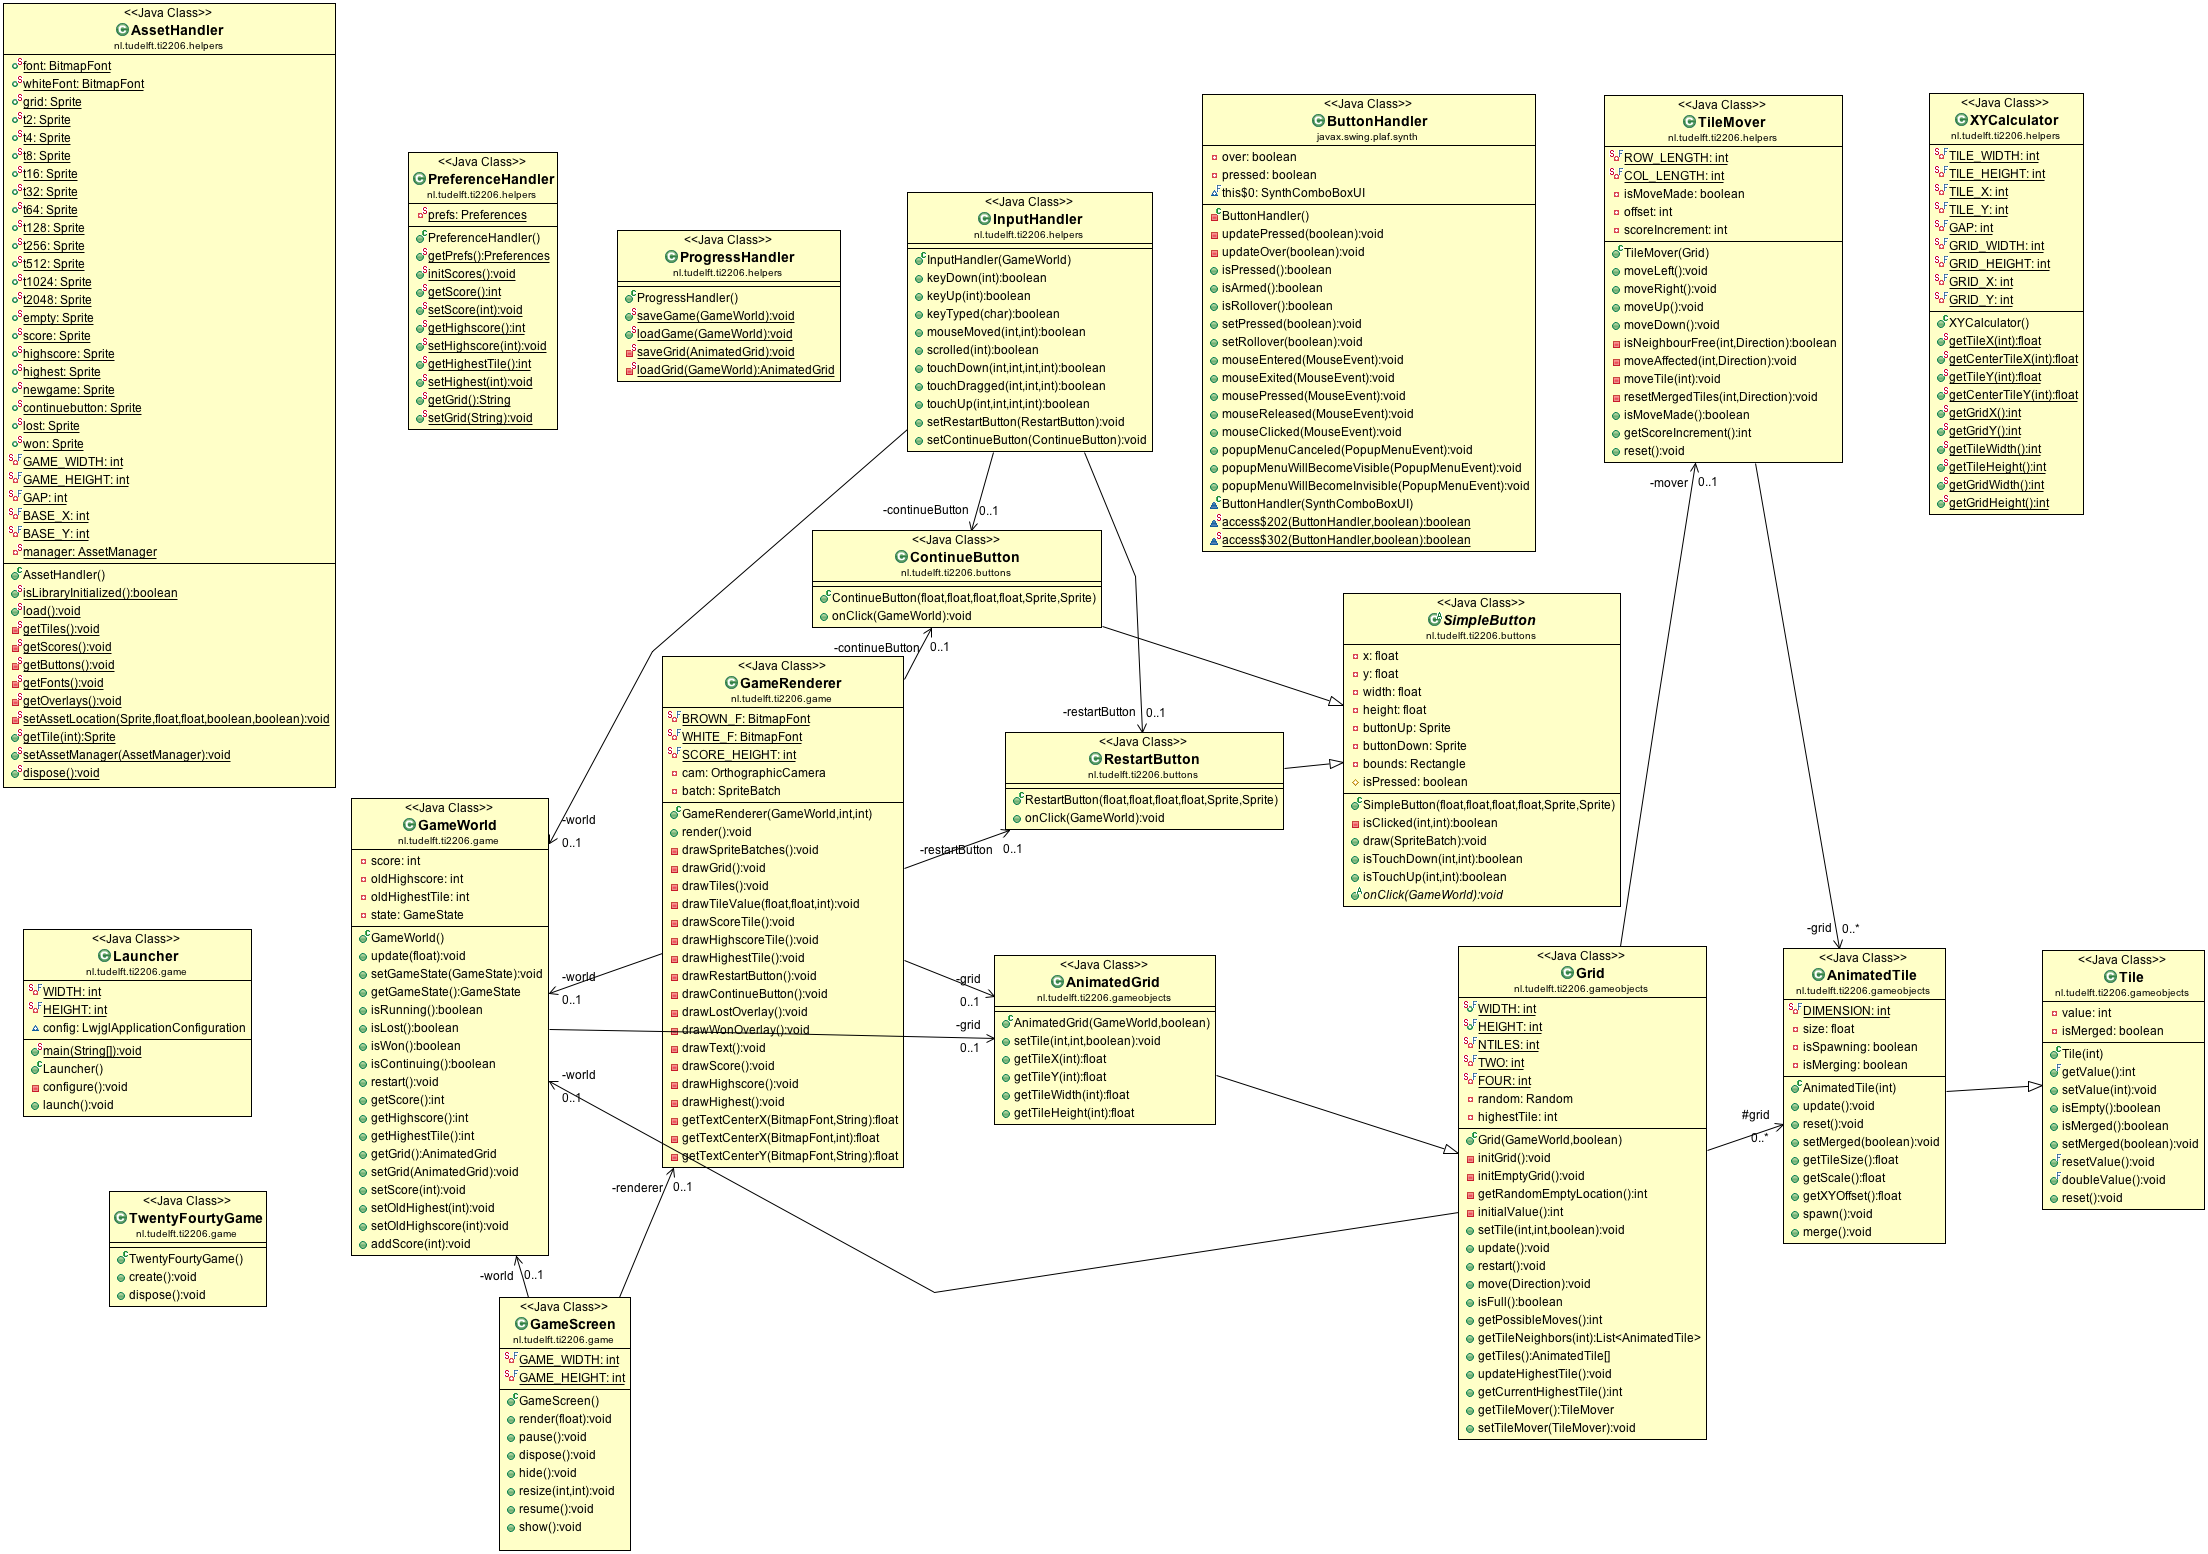 <<Java Class>>
AssetHandler
nl.tudelft.ti2206.helpers
font: BitmapFont
whiteFont: BitmapFont
grid: Sprite
t2: Sprite
t4: Sprite
t8: Sprite
t16: Sprite
t32: Sprite
t64: Sprite
t128: Sprite
t256: Sprite
t512: Sprite
t1024: Sprite
t2048: Sprite
empty: Sprite
score: Sprite
highscore: Sprite
highest: Sprite
newgame: Sprite
continuebutton: Sprite
lost: Sprite
won: Sprite
GAME_WIDTH: int
GAME_HEIGHT: int
GAP: int
BASE_X: int
BASE_Y: int
manager: AssetManager
AssetHandler()
isLibraryInitialized():boolean
load():void
getTiles():void
getScores():void
getButtons():void
getFonts():void
getOverlays():void
setAssetLocation(Sprite,float,float,boolean,boolean):void
getTile(int):Sprite
setAssetManager(AssetManager):void
dispose():void
<<Java Class>>
PreferenceHandler
nl.tudelft.ti2206.helpers
prefs: Preferences
PreferenceHandler()
getPrefs():Preferences
initScores():void
getScore():int
setScore(int):void
getHighscore():int
setHighscore(int):void
getHighestTile():int
setHighest(int):void
getGrid():String
setGrid(String):void
<<Java Class>>
ProgressHandler
nl.tudelft.ti2206.helpers
ProgressHandler()
saveGame(GameWorld):void
loadGame(GameWorld):void
saveGrid(AnimatedGrid):void
loadGrid(GameWorld):AnimatedGrid
<<Java Class>>
InputHandler
nl.tudelft.ti2206.helpers
InputHandler(GameWorld)
keyDown(int):boolean
keyUp(int):boolean
keyTyped(char):boolean
mouseMoved(int,int):boolean
scrolled(int):boolean
touchDown(int,int,int,int):boolean
touchDragged(int,int,int):boolean
touchUp(int,int,int,int):boolean
setRestartButton(RestartButton):void
setContinueButton(ContinueButton):void
<<Java Class>>
ButtonHandler
javax.swing.plaf.synth
over: boolean
pressed: boolean
this$0: SynthComboBoxUI
ButtonHandler()
updatePressed(boolean):void
updateOver(boolean):void
isPressed():boolean
isArmed():boolean
isRollover():boolean
setPressed(boolean):void
setRollover(boolean):void
mouseEntered(MouseEvent):void
mouseExited(MouseEvent):void
mousePressed(MouseEvent):void
mouseReleased(MouseEvent):void
mouseClicked(MouseEvent):void
popupMenuCanceled(PopupMenuEvent):void
popupMenuWillBecomeVisible(PopupMenuEvent):void
popupMenuWillBecomeInvisible(PopupMenuEvent):void
ButtonHandler(SynthComboBoxUI)
access$202(ButtonHandler,boolean):boolean
access$302(ButtonHandler,boolean):boolean
<<Java Class>>
TileMover
nl.tudelft.ti2206.helpers
ROW_LENGTH: int
COL_LENGTH: int
isMoveMade: boolean
offset: int
scoreIncrement: int
TileMover(Grid)
moveLeft():void
moveRight():void
moveUp():void
moveDown():void
isNeighbourFree(int,Direction):boolean
moveAffected(int,Direction):void
moveTile(int):void
resetMergedTiles(int,Direction):void
isMoveMade():boolean
getScoreIncrement():int
reset():void
<<Java Class>>
XYCalculator
nl.tudelft.ti2206.helpers
TILE_WIDTH: int
TILE_HEIGHT: int
TILE_X: int
TILE_Y: int
GAP: int
GRID_WIDTH: int
GRID_HEIGHT: int
GRID_X: int
GRID_Y: int
XYCalculator()
getTileX(int):float
getCenterTileX(int):float
getTileY(int):float
getCenterTileY(int):float
getGridX():int
getGridY():int
getTileWidth():int
getTileHeight():int
getGridWidth():int
getGridHeight():int
-mover 0..1
-continueButton 0..1
<<Java Class>>
ContinueButton
nl.tudelft.ti2206.buttons
ContinueButton(float,float,float,float,Sprite,Sprite)
onClick(GameWorld):void
-continueButton 0..1
<<Java Class>>
SimpleButton
nl.tudelft.ti2206.buttons
x: float
y: float
width: float
height: float
buttonUp: Sprite
buttonDown: Sprite
bounds: Rectangle
isPressed: boolean
SimpleButton(float,float,float,float,Sprite,Sprite)
isClicked(int,int):boolean
draw(SpriteBatch):void
isTouchDown(int,int):boolean
isTouchUp(int,int):boolean
onClick(GameWorld):void
-restartButton 0..1
<<Java Class>>
RestartButton
nl.tudelft.ti2206.buttons
RestartButton(float,float,float,float,Sprite,Sprite)
onClick(GameWorld):void
-restartButton 0..1
<<Java Class>>
GameRenderer
nl.tudelft.ti2206.game
BROWN_F: BitmapFont
WHITE_F: BitmapFont
SCORE_HEIGHT: int
cam: OrthographicCamera
batch: SpriteBatch
GameRenderer(GameWorld,int,int)
render():void
drawSpriteBatches():void
drawGrid():void
drawTiles():void
drawTileValue(float,float,int):void
drawScoreTile():void
drawHighscoreTile():void
drawHighestTile():void
drawRestartButton():void
drawContinueButton():void
drawLostOverlay():void
drawWonOverlay():void
drawText():void
drawScore():void
drawHighscore():void
drawHighest():void
getTextCenterX(BitmapFont,String):float
getTextCenterX(BitmapFont,int):float
getTextCenterY(BitmapFont,String):float
<<Java Class>>
GameWorld
nl.tudelft.ti2206.game
score: int
oldHighscore: int
oldHighestTile: int
state: GameState
GameWorld()
update(float):void
setGameState(GameState):void
getGameState():GameState
isRunning():boolean
isLost():boolean
isWon():boolean
isContinuing():boolean
restart():void
getScore():int
getHighscore():int
getHighestTile():int
getGrid():AnimatedGrid
setGrid(AnimatedGrid):void
setScore(int):void
setOldHighest(int):void
setOldHighscore(int):void
addScore(int):void
-world
0..1
-world
0..1
-world
0..1
-world 0..1
-renderer 0..1
-grid
0..1
-grid
0..1
<<Java Class>>
Launcher
nl.tudelft.ti2206.game
WIDTH: int
HEIGHT: int
config: LwjglApplicationConfiguration
main(String[]):void
Launcher()
configure():void
launch():void
<<Java Class>>
TwentyFourtyGame
nl.tudelft.ti2206.game
TwentyFourtyGame()
create():void
dispose():void
<<Java Class>>
GameScreen
nl.tudelft.ti2206.game
GAME_WIDTH: int
GAME_HEIGHT: int
GameScreen()
render(float):void
pause():void
dispose():void
hide():void
resize(int,int):void
resume():void
show():void
<<Java Class>>
AnimatedGrid
nl.tudelft.ti2206.gameobjects
AnimatedGrid(GameWorld,boolean)
setTile(int,int,boolean):void
getTileX(int):float
getTileY(int):float
getTileWidth(int):float
getTileHeight(int):float
<<Java Class>>
Grid
nl.tudelft.ti2206.gameobjects
WIDTH: int
HEIGHT: int
NTILES: int
TWO: int
FOUR: int
random: Random
highestTile: int
Grid(GameWorld,boolean)
initGrid():void
initEmptyGrid():void
getRandomEmptyLocation():int
initialValue():int
setTile(int,int,boolean):void
update():void
restart():void
move(Direction):void
isFull():boolean
getPossibleMoves():int
getTileNeighbors(int):List<AnimatedTile>
getTiles():AnimatedTile[]
updateHighestTile():void
getCurrentHighestTile():int
getTileMover():TileMover
setTileMover(TileMover):void
-grid 0..*
#grid
0..*
<<Java Class>>
AnimatedTile
nl.tudelft.ti2206.gameobjects
DIMENSION: int
size: float
isSpawning: boolean
isMerging: boolean
AnimatedTile(int)
update():void
reset():void
setMerged(boolean):void
getTileSize():float
getScale():float
getXYOffset():float
spawn():void
merge():void
<<Java Class>>
Tile
nl.tudelft.ti2206.gameobjects
value: int
isMerged: boolean
Tile(int)
getValue():int
setValue(int):void
isEmpty():boolean
isMerged():boolean
setMerged(boolean):void
resetValue():void
doubleValue():void
reset():void